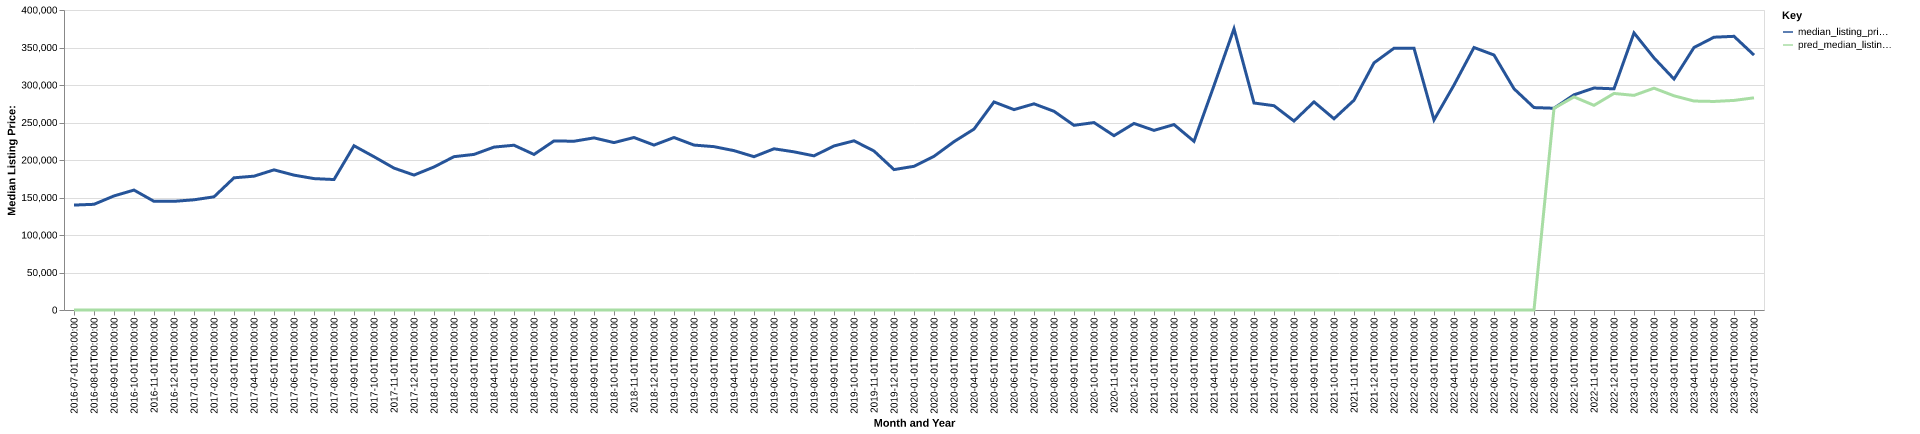 400,000
350,000
300,000
250,000
200,000
150,000
100,000
50,000
0
Median Listing Price:
2016-07-01T00:00:00
2016-08-01T00:00:00
2016-09-01T00:00:00
2016-10-01T00:00:00
2016-11-01T00:00:00
2016-12-01T00:00:00
2017-01-01T00:00:00
2017-02-01T00:00:00
2017-03-01T00:00:00
2017-04-01T00:00:00
2017-05-01T00:00:00
2017-06-01T00:00:00
2017-07-01T00:00:00
2017-08-01T00:00:00
2017-09-01T00:00:00
2017-10-01T00:00:00
2017-11-01T00:00:00
2017-12-01T00:00:00
2018-01-01T00:00:00
2018-02-01T00:00:00
2018-03-01T00:00:00
2018-04-01T00:00:00
2018-05-01T00:00:00
2018-06-01T00:00:00
2018-07-01T00:00:00
2018-08-01T00:00:00
2018-09-01T00:00:00
2018-10-01T00:00:00
2018-11-01T00:00:00
2018-12-01T00:00:00
2019-01-01T00:00:00
2019-02-01T00:00:00
2019-03-01T00:00:00
2019-04-01T00:00:00
2019-05-01T00:00:00
2019-06-01T00:00:00
2019-07-01T00:00:00
2019-08-01T00:00:00
2019-09-01T00:00:00
2019-10-01T00:00:00
2019-11-01T00:00:00
2019-12-01T00:00:00
2020-01-01T00:00:00
2020-02-01T00:00:00
2020-03-01T00:00:00
2020-04-01T00:00:00
2020-05-01T00:00:00
2020-06-01T00:00:00
2020-07-01T00:00:00
2020-08-01T00:00:00
2020-09-01T00:00:00
2020-10-01T00:00:00
2020-11-01T00:00:00
2020-12-01T00:00:00
2021-01-01T00:00:00
2021-02-01T00:00:00
2021-03-01T00:00:00
2021-04-01T00:00:00
2021-05-01T00:00:00
2021-06-01T00:00:00
2021-07-01T00:00:00
2021-08-01T00:00:00
2021-09-01T00:00:00
2021-10-01T00:00:00
2021-11-01T00:00:00
2021-12-01T00:00:00
2022-01-01T00:00:00
2022-02-01T00:00:00
2022-03-01T00:00:00
2022-04-01T00:00:00
2022-05-01T00:00:00
2022-06-01T00:00:00
2022-07-01T00:00:00
2022-08-01T00:00:00
2022-09-01T00:00:00
2022-10-01T00:00:00
2022-11-01T00:00:00
2022-12-01T00:00:00
2023-01-01T00:00:00
2023-02-01T00:00:00
2023-03-01T00:00:00
2023-04-01T00:00:00
2023-05-01T00:00:00
2023-06-01T00:00:00
2023-07-01T00:00:00
Month and Year
Key
median_listing_pri…
pred_median_listin…